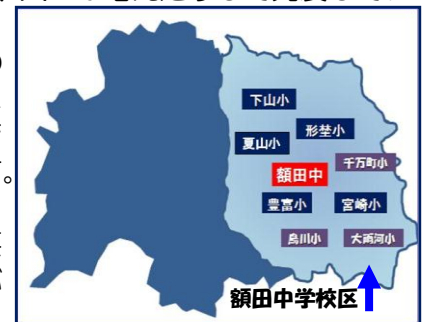 下山小
形埜小
夏山小
千万町小
額田中
豊富小
宮崎小
鳥川小
大雨河小
額田中学校区